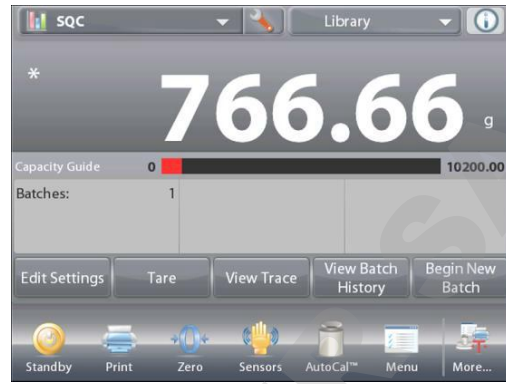 SQC Library
*
766.66 g
Capacity Guide 0 10200.00
Batches: 1
Edit Settings Tare View Trace View Batch History Begin New Batch
Standby Print Zero Sensors AutoCal™ Menu More...